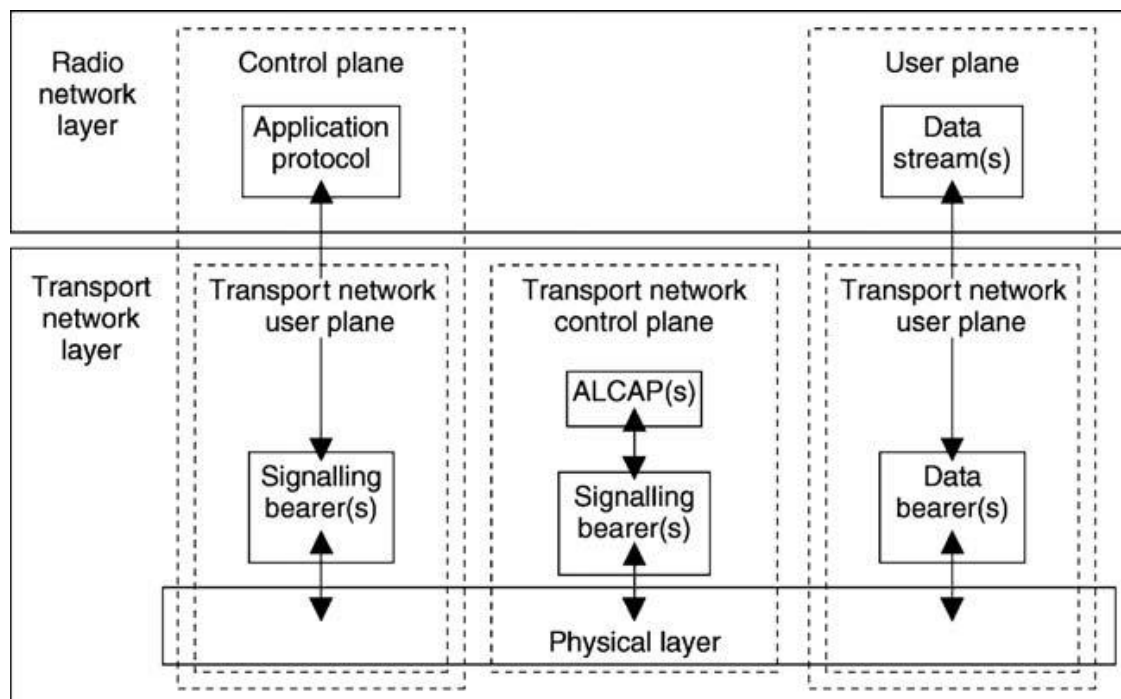 Radio
network
layer
Control plane
User plane
Application
protocol
Data
stream(s)
Transport
network
layer
Transport network
user plane
Transport network
control plane
Transport network
user plane
ALCAP(s)
Signalling
bearer(s)
Signalling
bearer(s)
Data
bearer(s)
Physical layer